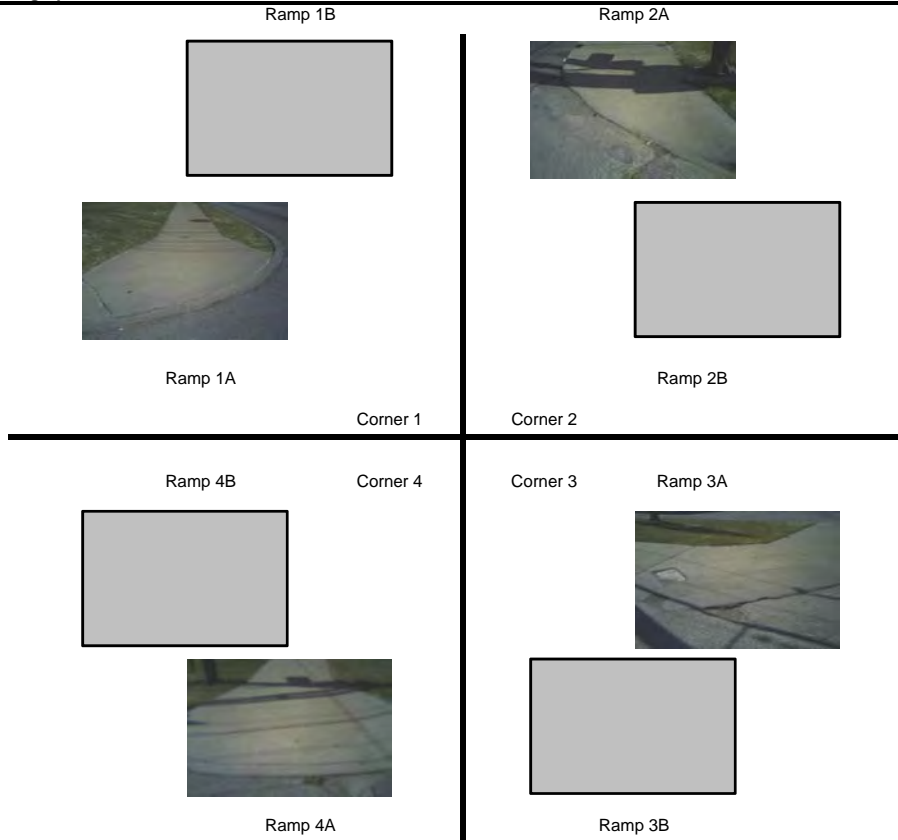 Ramp 1B
Ramp 2A
Ramp 1A
Ramp 2B
Corner 1
Corner 2
Ramp 4B
Corner 4
Corner 3
Ramp 3A
Ramp 4A
Ramp 3B